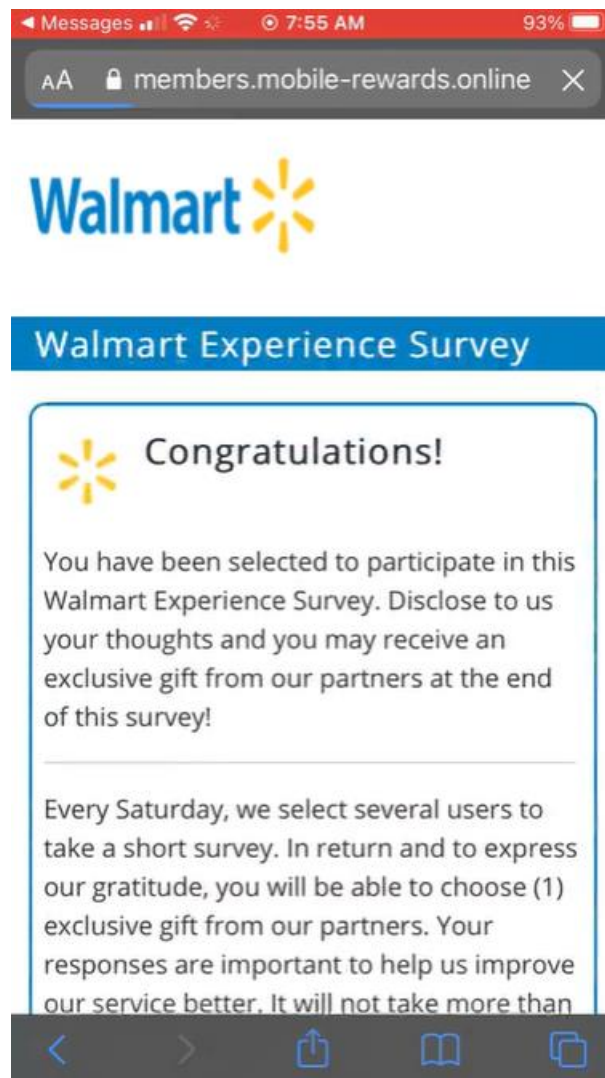 Messages 7:55 AM 93%
AA members.mobile-rewards.online
Walmart
Walmart Experience Survey
Congratulations!
You have been selected to participate in this
Walmart Experience Survey. Disclose to us
your thoughts and you may receive an
exclusive gift from our partners at the end
of this survey!
Every Saturday, we select several users to
take a short survey. In return and to express
our gratitude, you will be able to choose (1)
exclusive gift from our partners. Your
responses are important to help us improve
our service better. It will not take more than